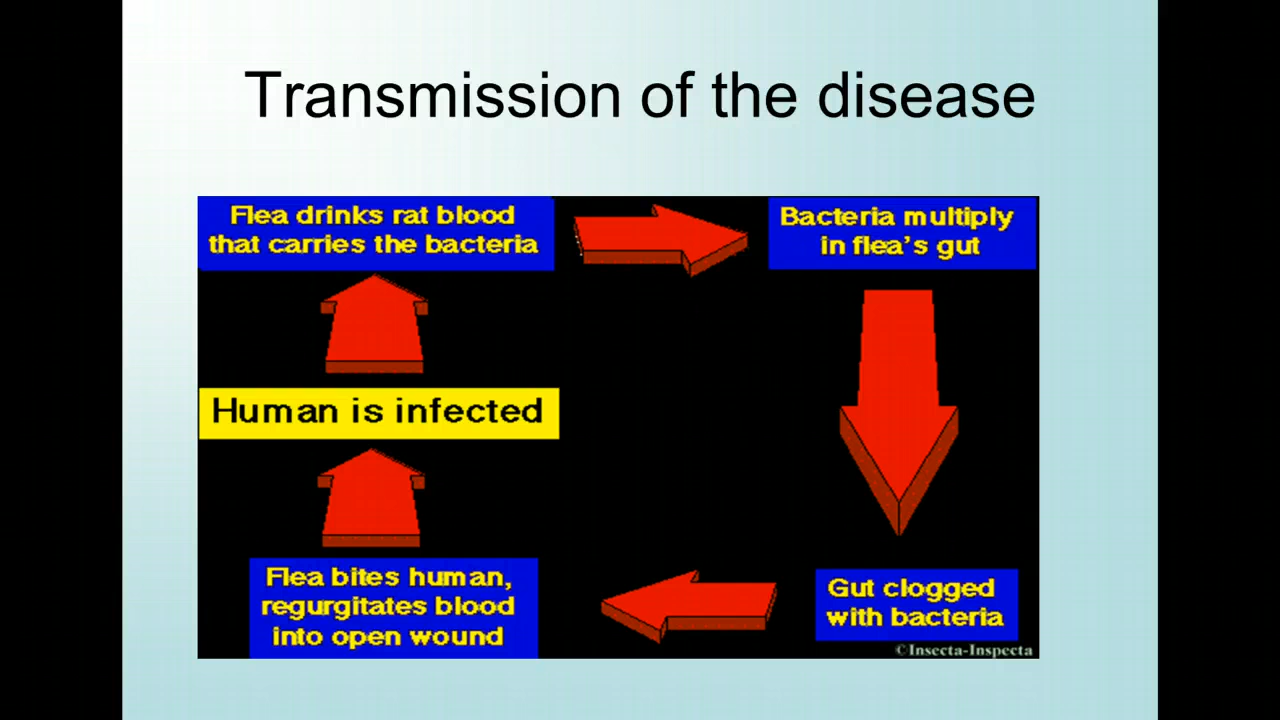 Transmission of the disease
Flea drinks rat blood
that carries the bacteria
Bacteria multiply
in flea's gut
Human is infected
Flea bites human,
regurgitates blood
into open wound
Gut clogged
with bacteria
©Insecta-Inspecta